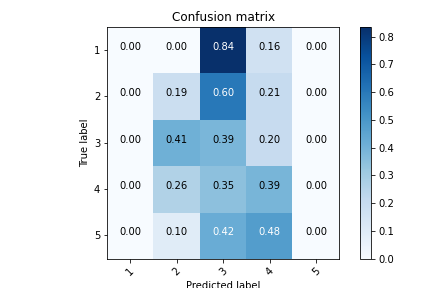 Confusion matrix
True label
1 0.00 0.00 0.84 0.16 0.00
2 0.00 0.19 0.60 0.21 0.00
3 0.00 0.41 0.39 0.20 0.00
4 0.00 0.26 0.35 0.39 0.00
5 0.00 0.10 0.42 0.48 0.00
1 2 3 4 5
Predicted label
0.8
0.7
0.6
0.5
0.4
0.3
0.2
0.1
0.0